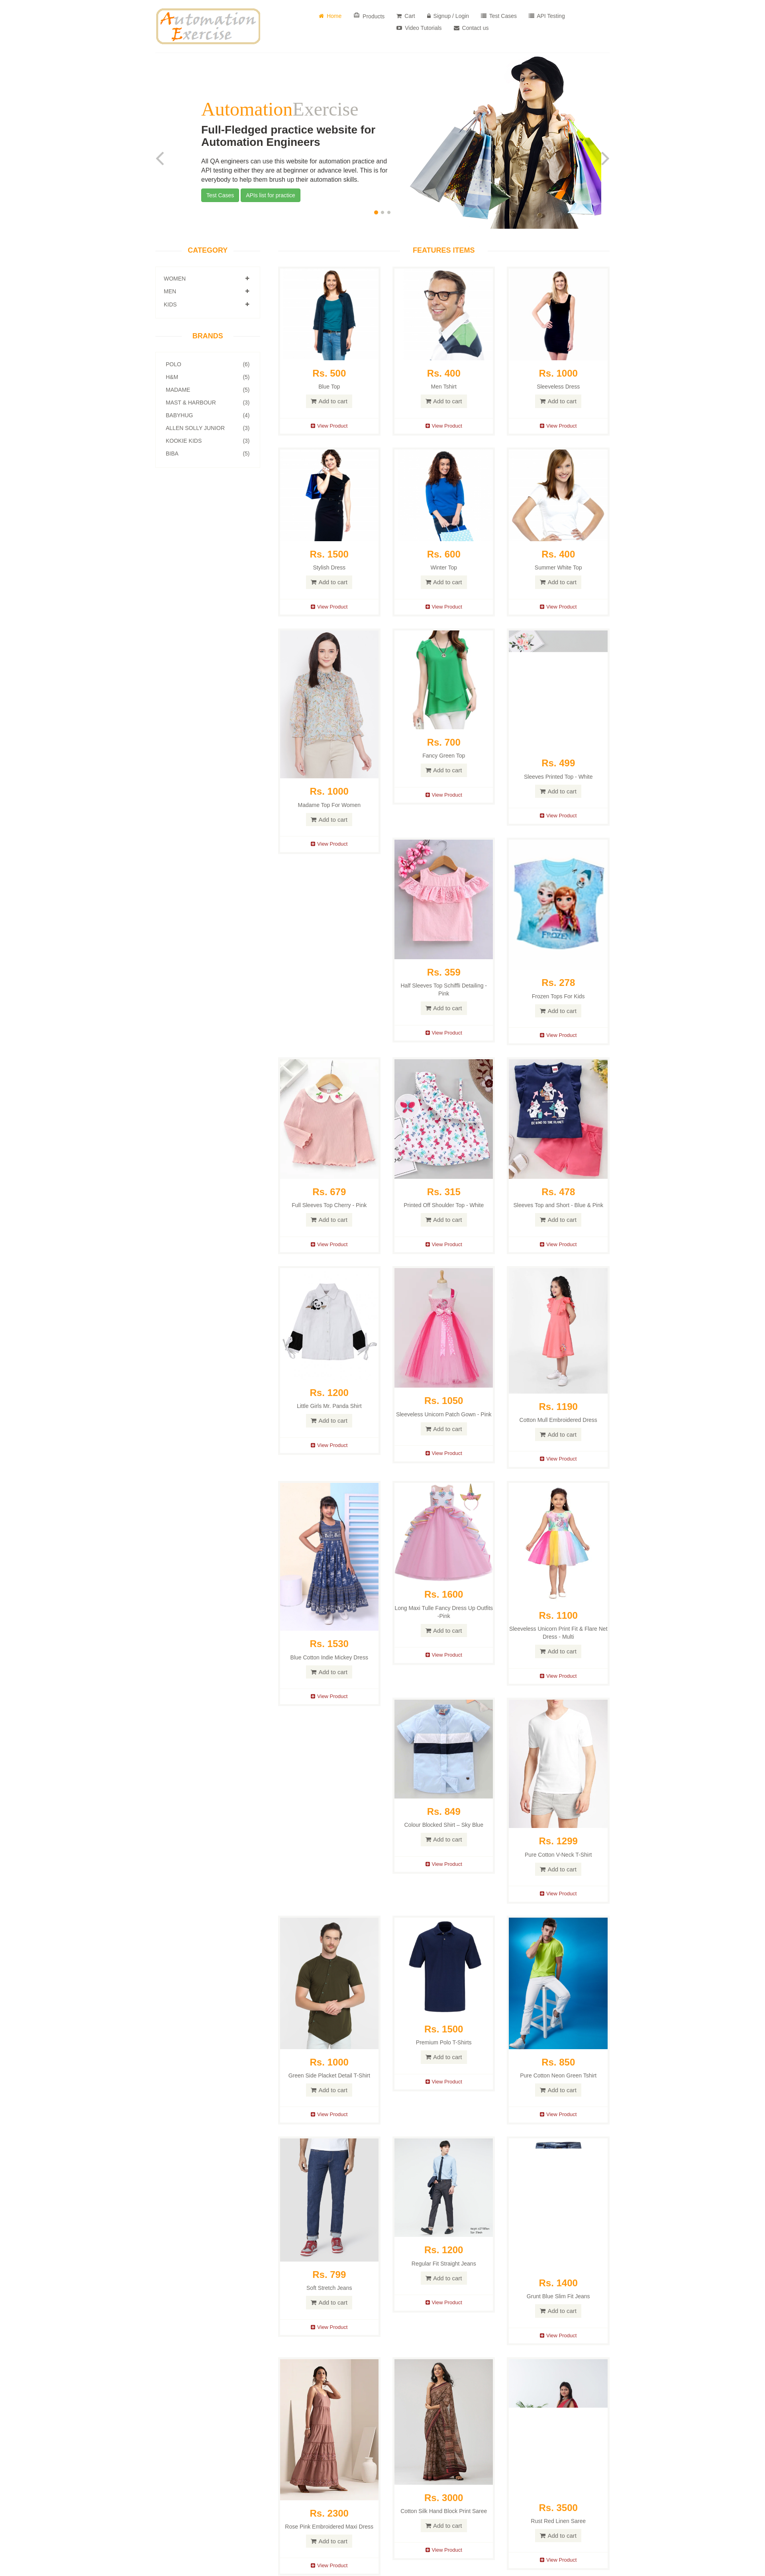 Automation
Exercise
Home
Products
Cart
Signup / Login
Test Cases
API Testing
Video Tutorials
Contact us
AutomationExercise
Full-Fledged practice website for
Automation Engineers
All QA engineers can use this website for automation practice and
API testing either they are at beginner or advance level. This is for
everybody to help them brush up their automation skills.
Test Cases
APIs list for practice
CATEGORY
WOMEN
MEN
KIDS
BRANDS
POLO (6)
H&M (5)
MADAME (5)
MAST & HARBOUR (3)
BABYHUG (4)
ALLEN SOLLY JUNIOR (3)
KOOKIE KIDS (3)
BIBA (5)
FEATURES ITEMS
Rs. 500
Blue Top
Add to cart
View Product
Rs. 400
Men Tshirt
Add to cart
View Product
Rs. 1000
Sleeveless Dress
Add to cart
View Product
Rs. 1500
Stylish Dress
Add to cart
View Product
Rs. 600
Winter Top
Add to cart
View Product
Rs. 400
Summer White Top
Add to cart
View Product
Rs. 1000
Madame Top For Women
Add to cart
View Product
Rs. 700
Fancy Green Top
Add to cart
View Product
Rs. 499
Sleeves Printed Top - White
Add to cart
View Product
Rs. 359
Half Sleeves Top Schiffli Detailing -
Pink
Add to cart
View Product
FROZEN
Rs. 278
Frozen Tops For Kids
Add to cart
View Product
Rs. 679
Full Sleeves Top Cherry - Pink
Add to cart
View Product
Rs. 315
Printed Off Shoulder Top - White
Add to cart
View Product
Rs. 478
Sleeves Top and Short - Blue & Pink
Add to cart
View Product
Rs. 1200
Little Girls Mr. Panda Shirt
Add to cart
View Product
Rs. 1050
Sleeveless Unicorn Patch Gown - Pink
Add to cart
View Product
Rs. 1190
Cotton Mull Embroidered Dress
Add to cart
View Product
Rs. 1530
Blue Cotton Indie Mickey Dress
Add to cart
View Product
Rs. 1600
Long Maxi Tulle Fancy Dress Up Outfits
-Pink
Add to cart
View Product
Rs. 1100
Sleeveless Unicorn Print Fit & Flare Net
Dress - Multi
Add to cart
View Product
Rs. 849
Colour Blocked Shirt – Sky Blue
Add to cart
View Product
Rs. 1299
Pure Cotton V-Neck T-Shirt
Add to cart
View Product
Rs. 1000
Green Side Placket Detail T-Shirt
Add to cart
View Product
Rs. 1500
Premium Polo T-Shirts
Add to cart
View Product
Rs. 850
Pure Cotton Neon Green Tshirt
Add to cart
View Product
Rs. 799
Soft Stretch Jeans
Add to cart
View Product
Rs. 1200
Regular Fit Straight Jeans
Add to cart
View Product
Rs. 1400
Grunt Blue Slim Fit Jeans
Add to cart
View Product
Rs. 2300
Rose Pink Embroidered Maxi Dress
Add to cart
View Product
Rs. 3000
Cotton Silk Hand Block Print Saree
Add to cart
View Product
Rs. 3500
Rust Red Linen Saree
Add to cart
View Product